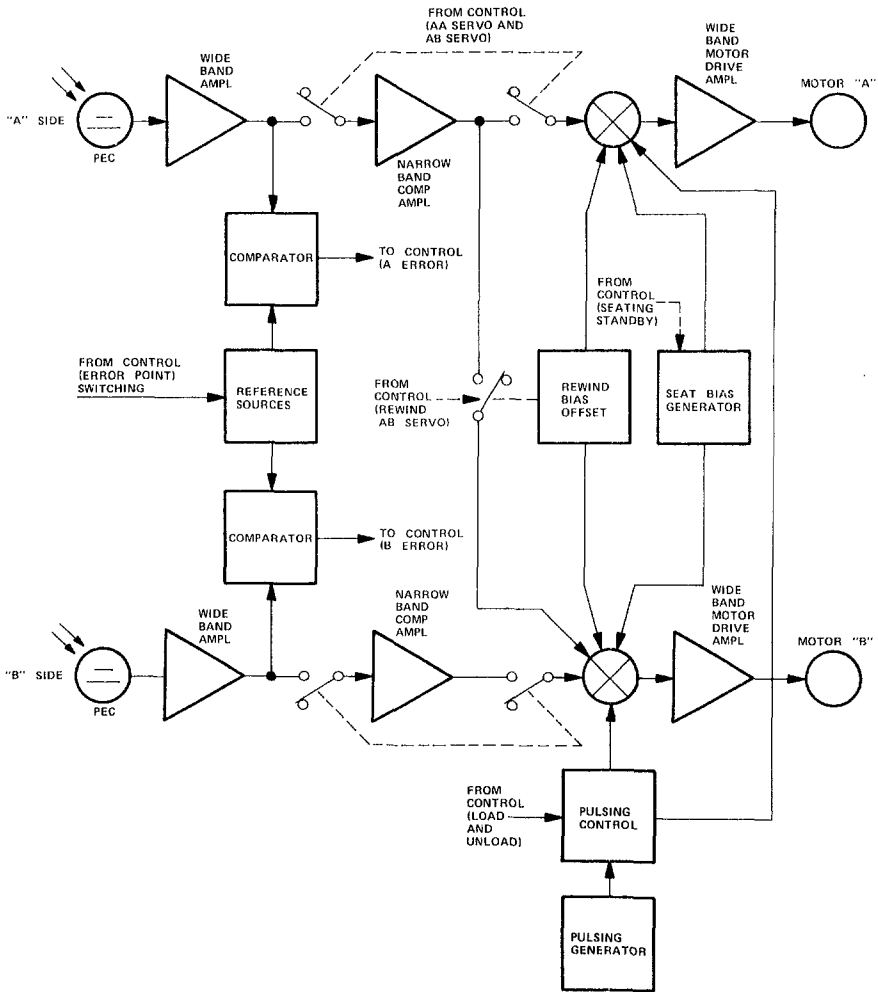 FROM CONTROL
(AA SERVO AND
AB SERVO)
WIDE
BAND
AMPL
WIDE
BAND
MOTOR
DRIVE
AMPL
MOTOR "A"
"A" SIDE
PEC
NARROW
BAND
COMP
AMPL
COMPARATOR
TO CONTROL
(A ERROR)
FROM CONTROL
(ERROR POINT)
SWITCHING
REFERENCE
SOURCES
FROM
CONTROL
(SEATING
STANDBY)
FROM
CONTROL
(REWIND
AB SERVO)
REWIND
BIAS
OFFSET
SEAT BIAS
GENERATOR
COMPARATOR
TO CONTROL
(B ERROR)
WIDE
BAND
AMPL
NARROW
BAND
COMP
AMPL
WIDE
BAND
MOTOR
DRIVE
AMPL
MOTOR "B"
"B" SIDE
PEC
FROM
CONTROL
(LOAD
AND
UNLOAD)
PULSING
CONTROL
PULSING
GENERATOR